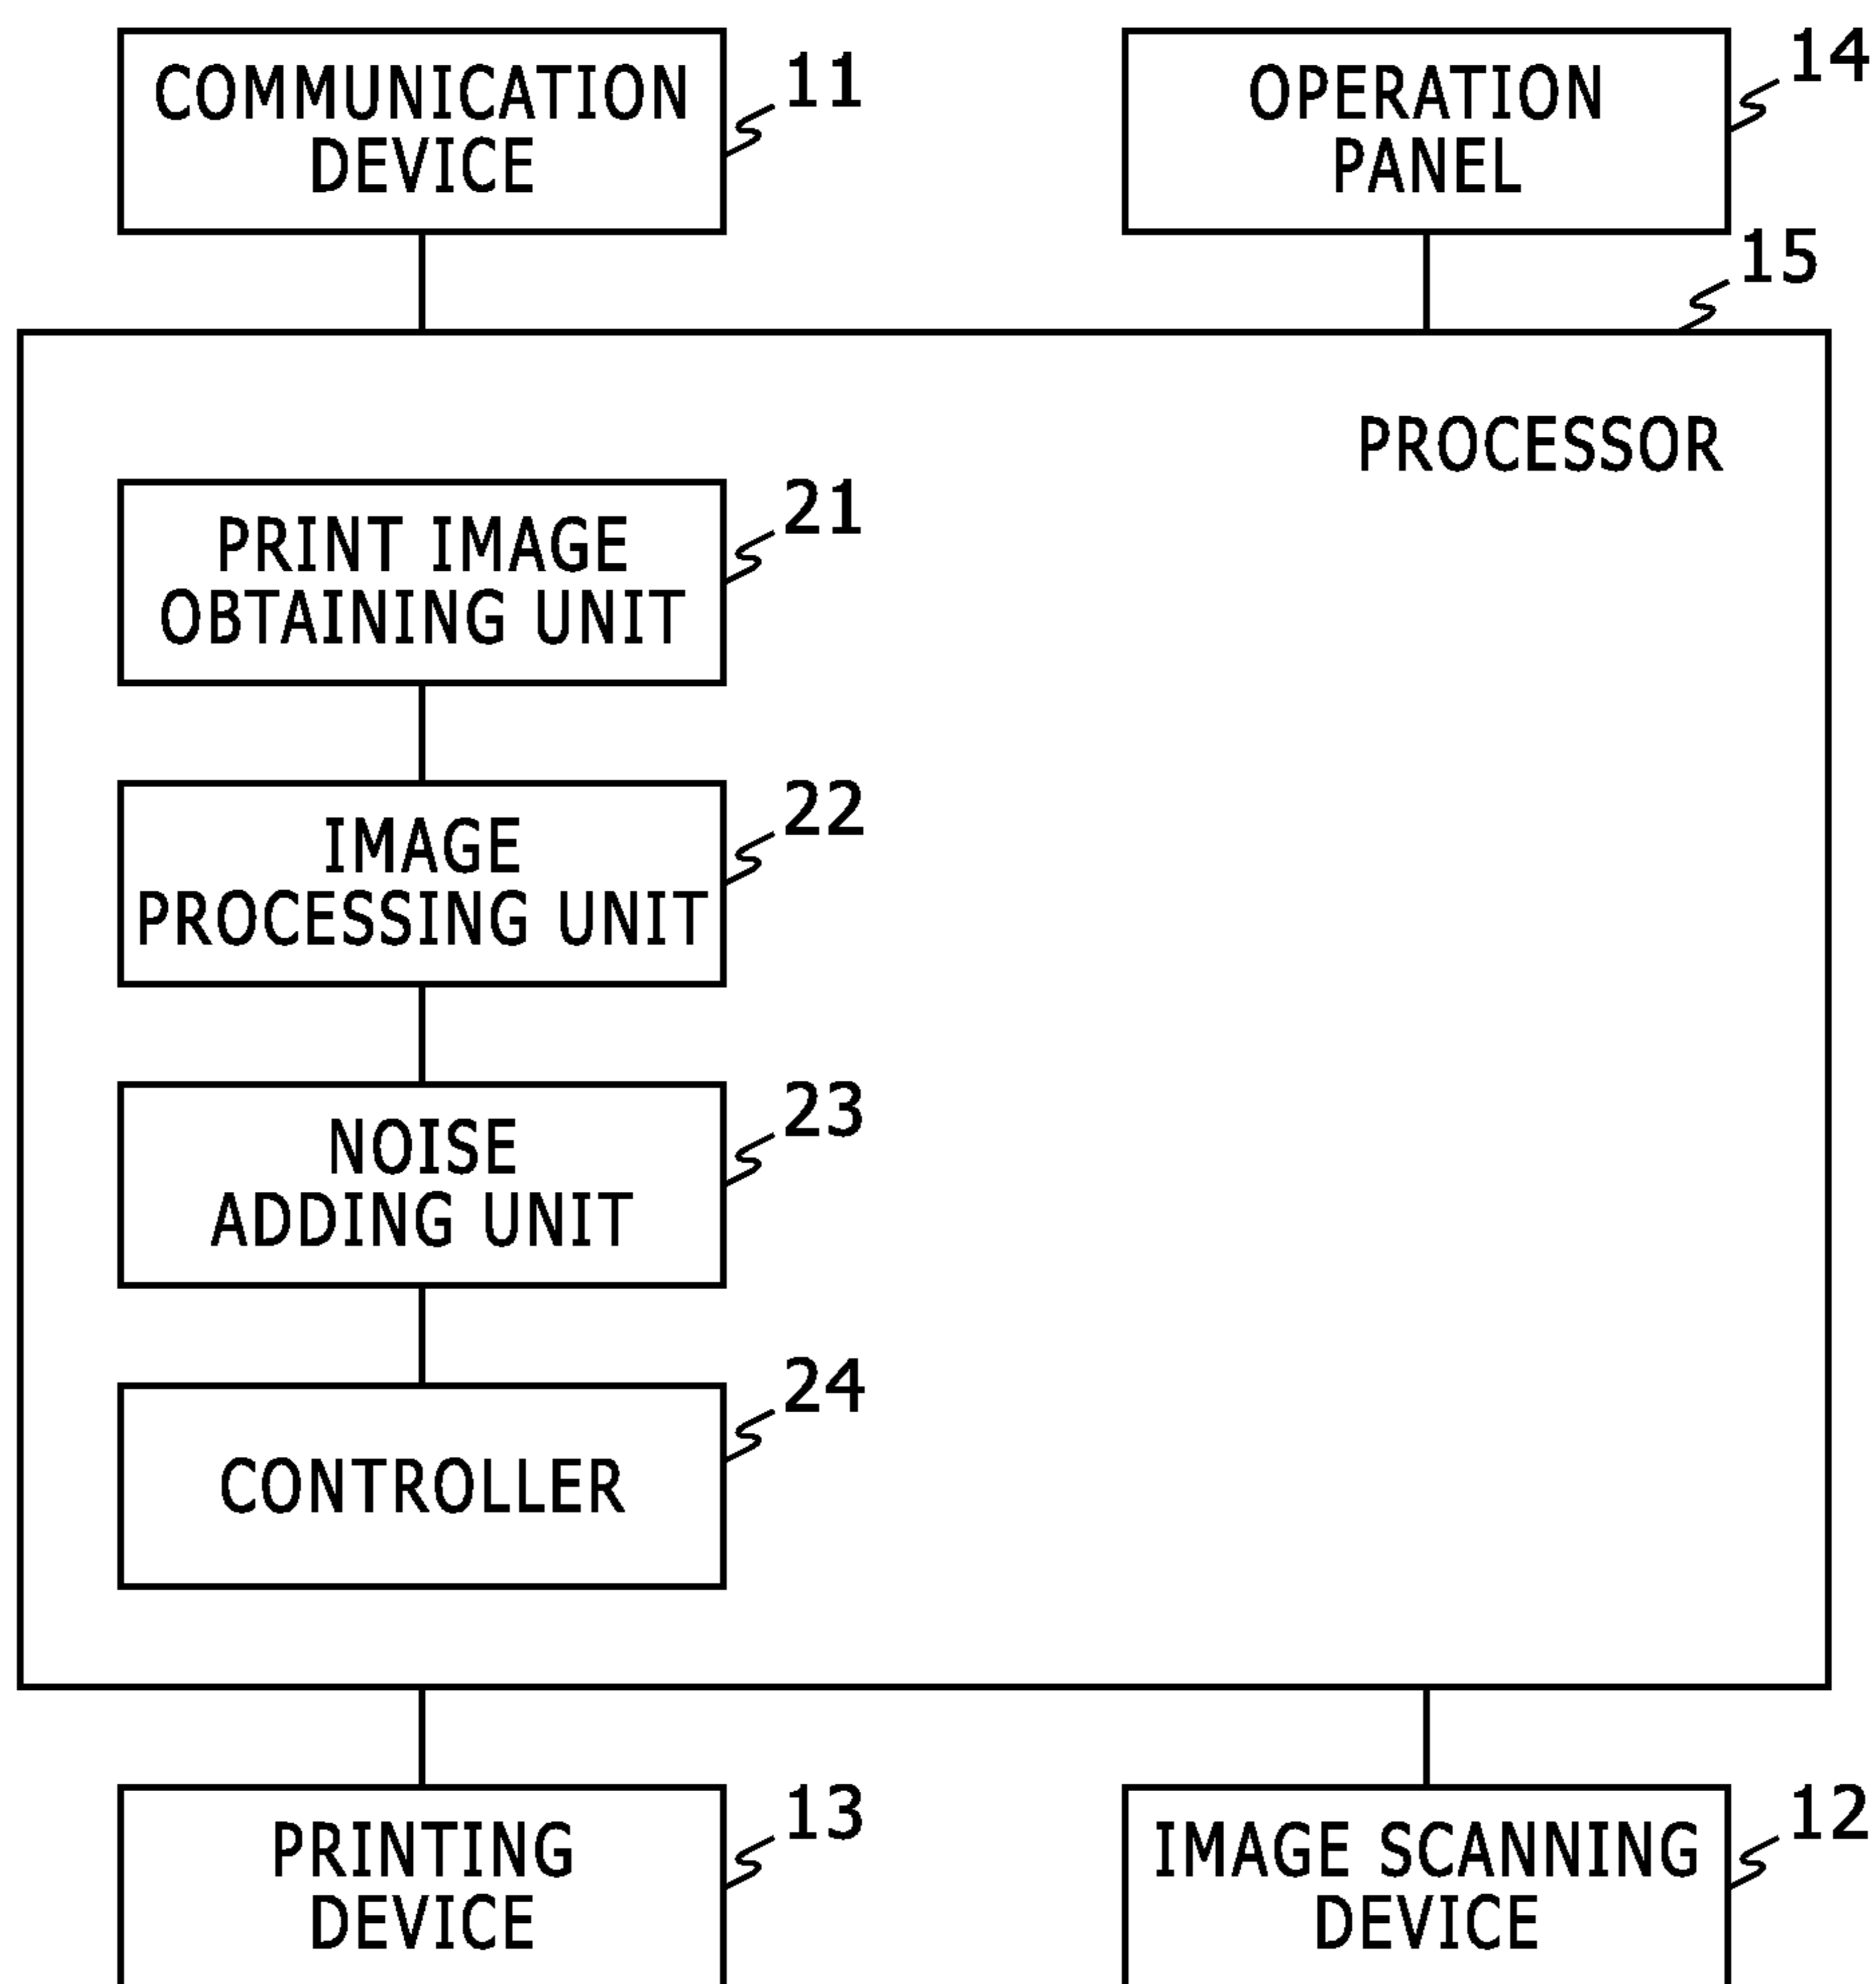 COMMUNICATION
DEVICE
11
OPERATION
PANEL
14
15
PROCESSOR
PRINT IMAGE
OBTAINING UNIT
21
IMAGE
PROCESSING UNIT
22
NOISE
ADDING UNIT
23
CONTROLLER
24
PRINTING
DEVICE
13
IMAGE SCANNING
DEVICE
12